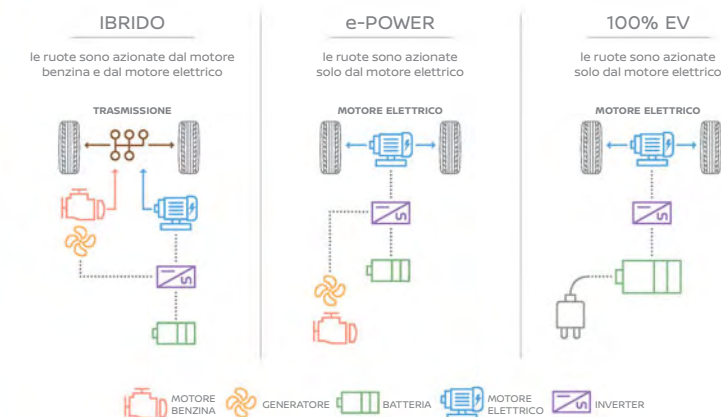 IBRIDO
le ruote sono azionate dal motore
benzina e dal motore elettrico
TRASMISSIONE
e-POWER
le ruote sono azionate
solo dal motore elettrico
MOTORE ELETTRICO
100% EV
le ruote sono azionate
solo dal motore elettrico
MOTORE ELETTRICO
MOTORE
BENZINA
GENERATORE
BATTERIA
MOTORE
ELETTRICO
INVERTER